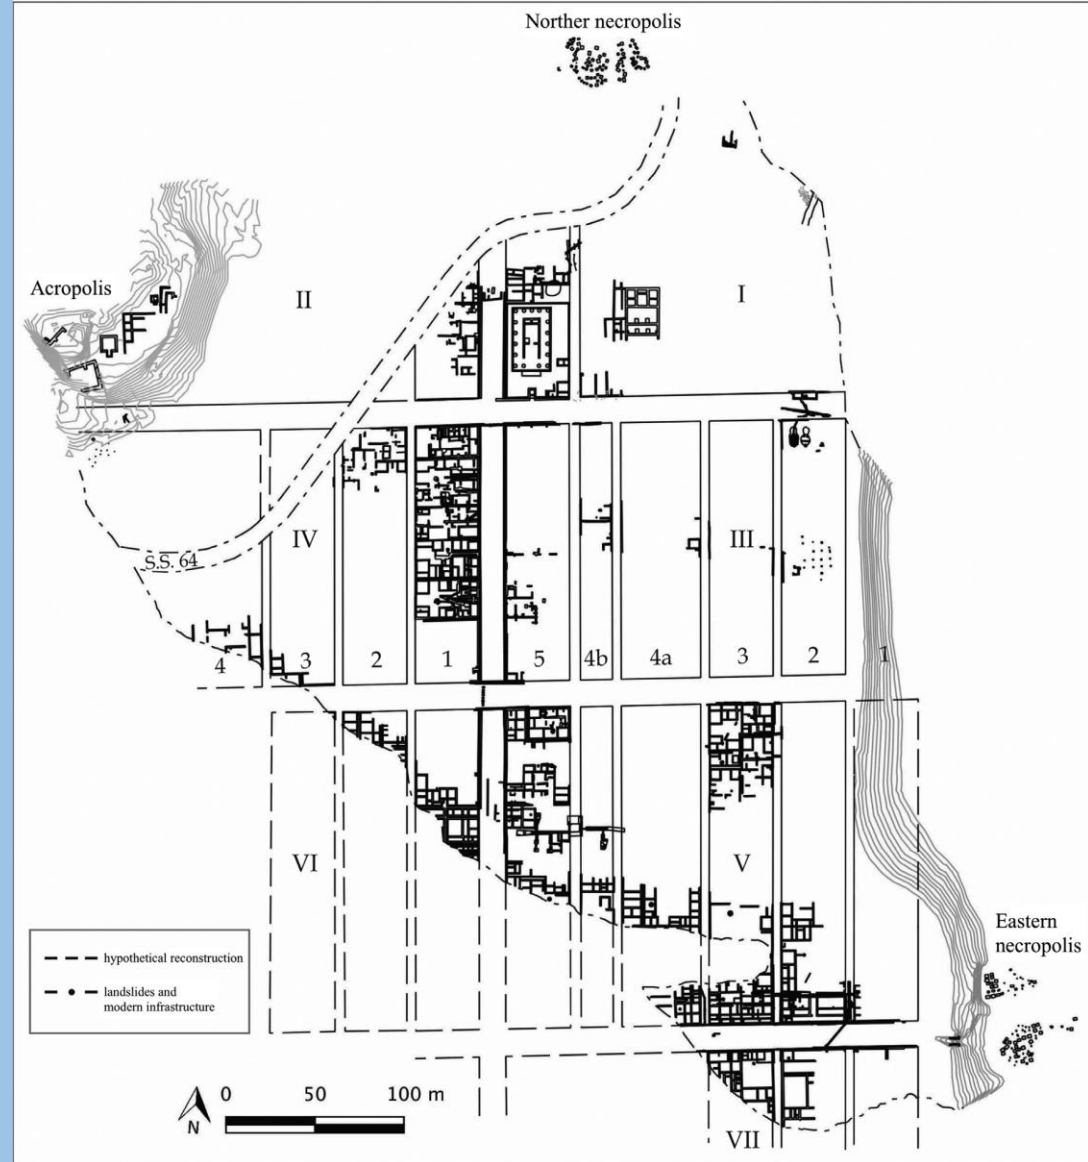 Norther necropolis
Acropolis
II
I
IV
III
S.S. 64
4
3
2
1
5
4b
4a
3
2
1
VI
V
Eastern
necropolis
hypothetical reconstruction
landslides and
modern infrastructure
0
50
100 m
N
VII